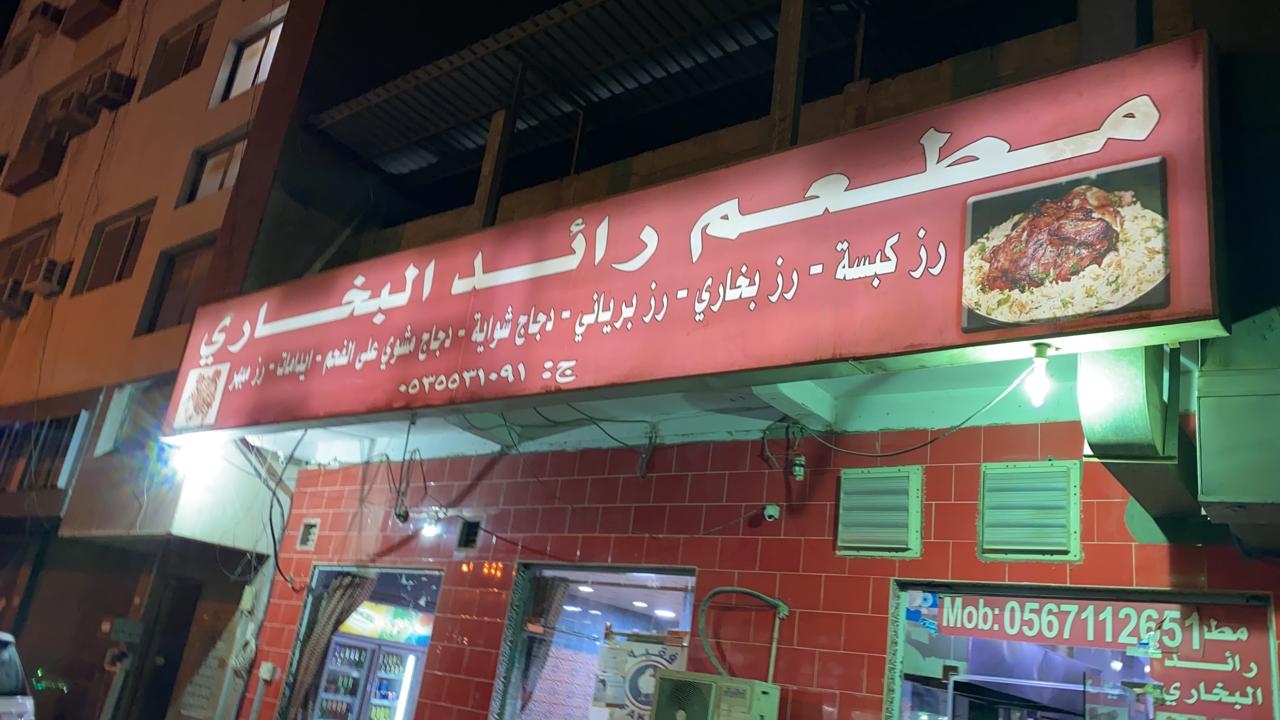 مطعم رائد البخاري
رز كبسة - رز بخاري - رز برياني - دجاج شواية - دجاج مشوي على الفحم - ايدامات - رز مبهر
ج: ٠٥٣٥٥٣١٠٩١
فقيه
Mob: 0567112651
مطعم
رائد
البخاري